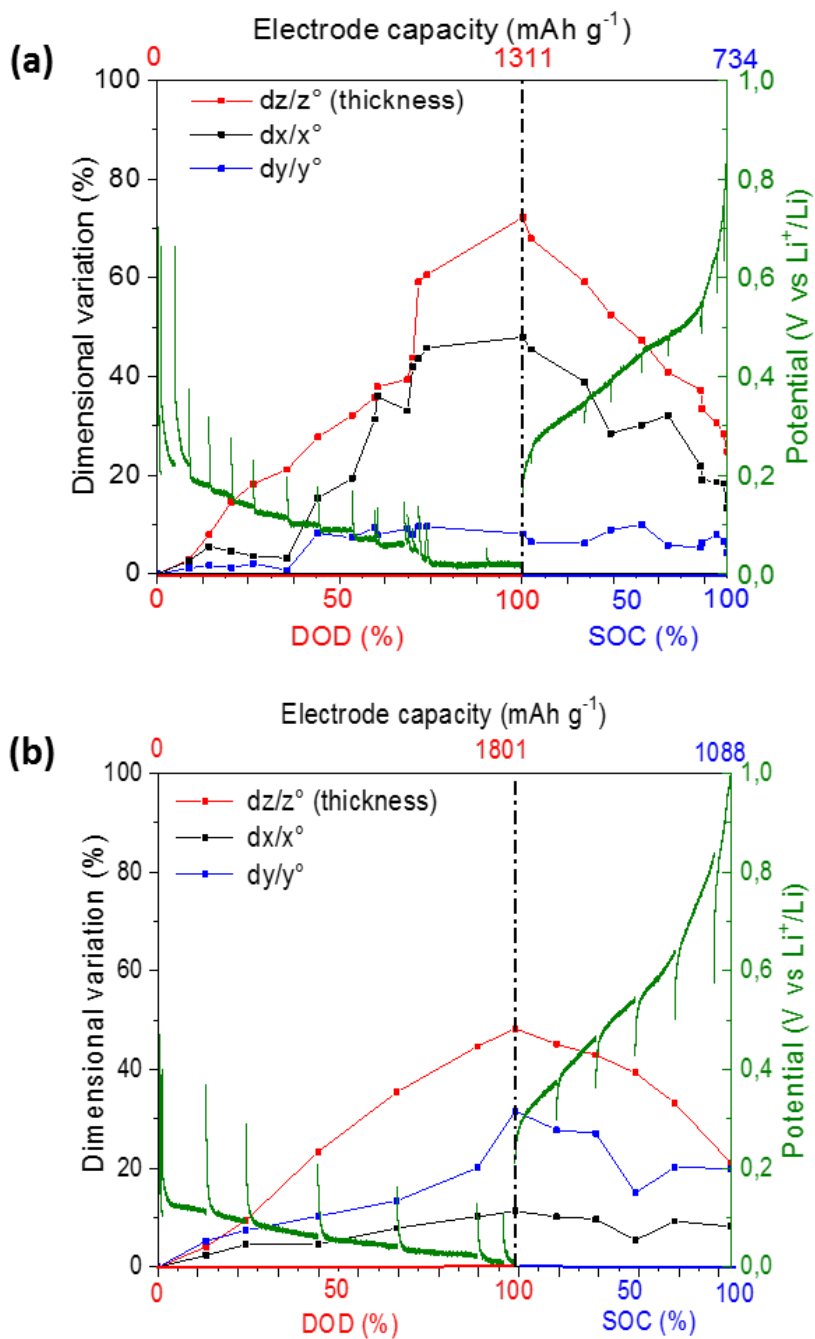 Electrode capacity (mAh g⁻¹)
(a)
0 1311 734
100 1,0
dz/z° (thickness)
dx/x°
dy/y°
80 0,8
60 0,6
40 0,4
20 0,2
0 0,0
Dimensional variation (%)
Potential (V vs Li⁺/Li)
0 50 100 50 100
DOD (%) SOC (%)
Electrode capacity (mAh g⁻¹)
(b)
0 1801 1088
100 1,0
dz/z° (thickness)
dx/x°
dy/y°
80 0,8
60 0,6
40 0,4
20 0,2
0 0,0
Dimensional variation (%)
Potential (V vs Li⁺/Li)
0 50 100 50 100
DOD (%) SOC (%)